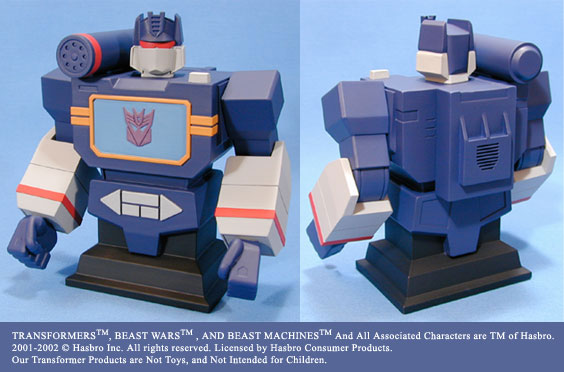 TRANSFORMERS™, BEAST WARS™ , AND BEAST MACHINES™ And All Associated Characters are TM of Hasbro.
2001-2002 © Hasbro Inc. All rights reserved. Licensed by Hasbro Consumer Products.
Our Transformer Products are Not Toys, and Not Intended for Children.